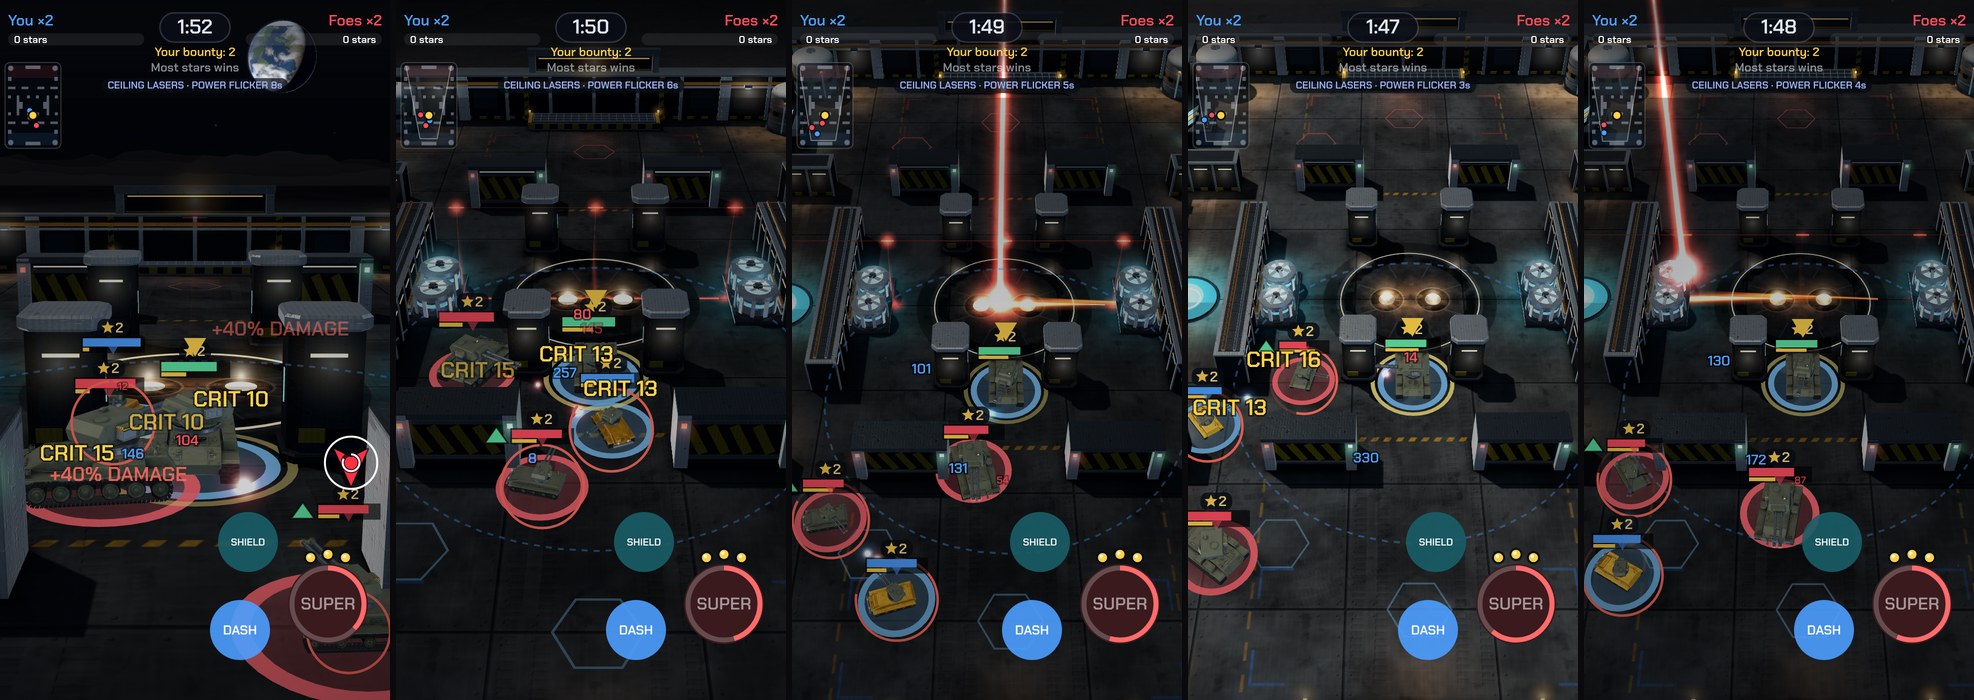 You ×2
1:52
Foes ×2
0 stars
0 stars
Your bounty: 2
Most stars wins
CEILING LASERS · POWER FLICKER 8s
★2
+40% DAMAGE
★2
CRIT 10
CRIT 10
104
CRIT 15
146
+40% DAMAGE
★2
SHIELD
SUPER
DASH
You ×2
1:50
Foes ×2
0 stars
0 stars
Your bounty: 2
Most stars wins
CEILING LASERS · POWER FLICKER 6s
★2
80
CRIT 13
CRIT 15
257
★2
CRIT 13
★2
8
SHIELD
SUPER
DASH
You ×2
1:49
Foes ×2
0 stars
0 stars
Your bounty: 2
Most stars wins
CEILING LASERS · POWER FLICKER 5s
101
★2
★2
131
54
★2
SHIELD
SUPER
DASH
You ×2
1:47
Foes ×2
0 stars
0 stars
Your bounty: 2
Most stars wins
CEILING LASERS · POWER FLICKER 3s
★2
CRIT 16
14
★2
CRIT 13
330
★2
SHIELD
SUPER
DASH
You ×2
1:48
Foes ×2
0 stars
0 stars
Your bounty: 2
Most stars wins
CEILING LASERS · POWER FLICKER 4s
130
★2
172
★2
87
★2
SHIELD
SUPER
DASH